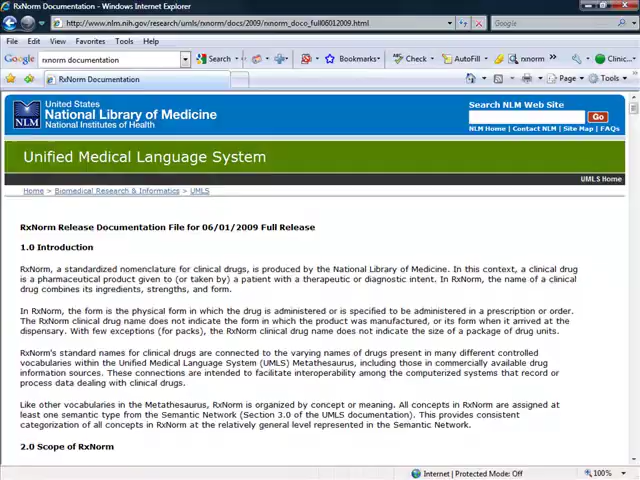 RxNorm Documentation - Windows Internet Explorer
http://www.nlm.nih.gov/research/umls/rxnorm/docs/2009/rxnorm_doco_full06012009.html
Google
File Edit View Favorites Tools Help
Google rxnorm documentation Search Bookmarks Check AutoFill rxnorm Clinic...
RxNorm Documentation Page Tools
United States
National Library of Medicine
National Institutes of Health
NLM
Search NLM Web Site
Go
NLM Home | Contact NLM | Site Map | FAQs
Unified Medical Language System
UMLS Home
Home > Biomedical Research & Informatics > UMLS
RxNorm Release Documentation File for 06/01/2009 Full Release
1.0 Introduction
RxNorm, a standardized nomenclature for clinical drugs, is produced by the National Library of Medicine. In this context, a clinical drug
is a pharmaceutical product given to (or taken by) a patient with a therapeutic or diagnostic intent. In RxNorm, the name of a clinical
drug combines its ingredients, strengths, and form.
In RxNorm, the form is the physical form in which the drug is administered or is specified to be administered in a prescription or order.
The RxNorm clinical drug name does not indicate the form in which the product was manufactured, or its form when it arrived at the
dispensary. With few exceptions (for packs), the RxNorm clinical drug name does not indicate the size of a package of drug units.
RxNorm's standard names for clinical drugs are connected to the varying names of drugs present in many different controlled
vocabularies within the Unified Medical Language System (UMLS) Metathesaurus, including those in commercially available drug
information sources. These connections are intended to facilitate interoperability among the computerized systems that record or
process data dealing with clinical drugs.
Like other vocabularies in the Metathesaurus, RxNorm is organized by concept or meaning. All concepts in RxNorm are assigned at
least one semantic type from the Semantic Network (Section 3.0 of the UMLS documentation). This provides consistent
categorization of all concepts in RxNorm at the relatively general level represented in the Semantic Network.
2.0 Scope of RxNorm
Internet | Protected Mode: Off
100%